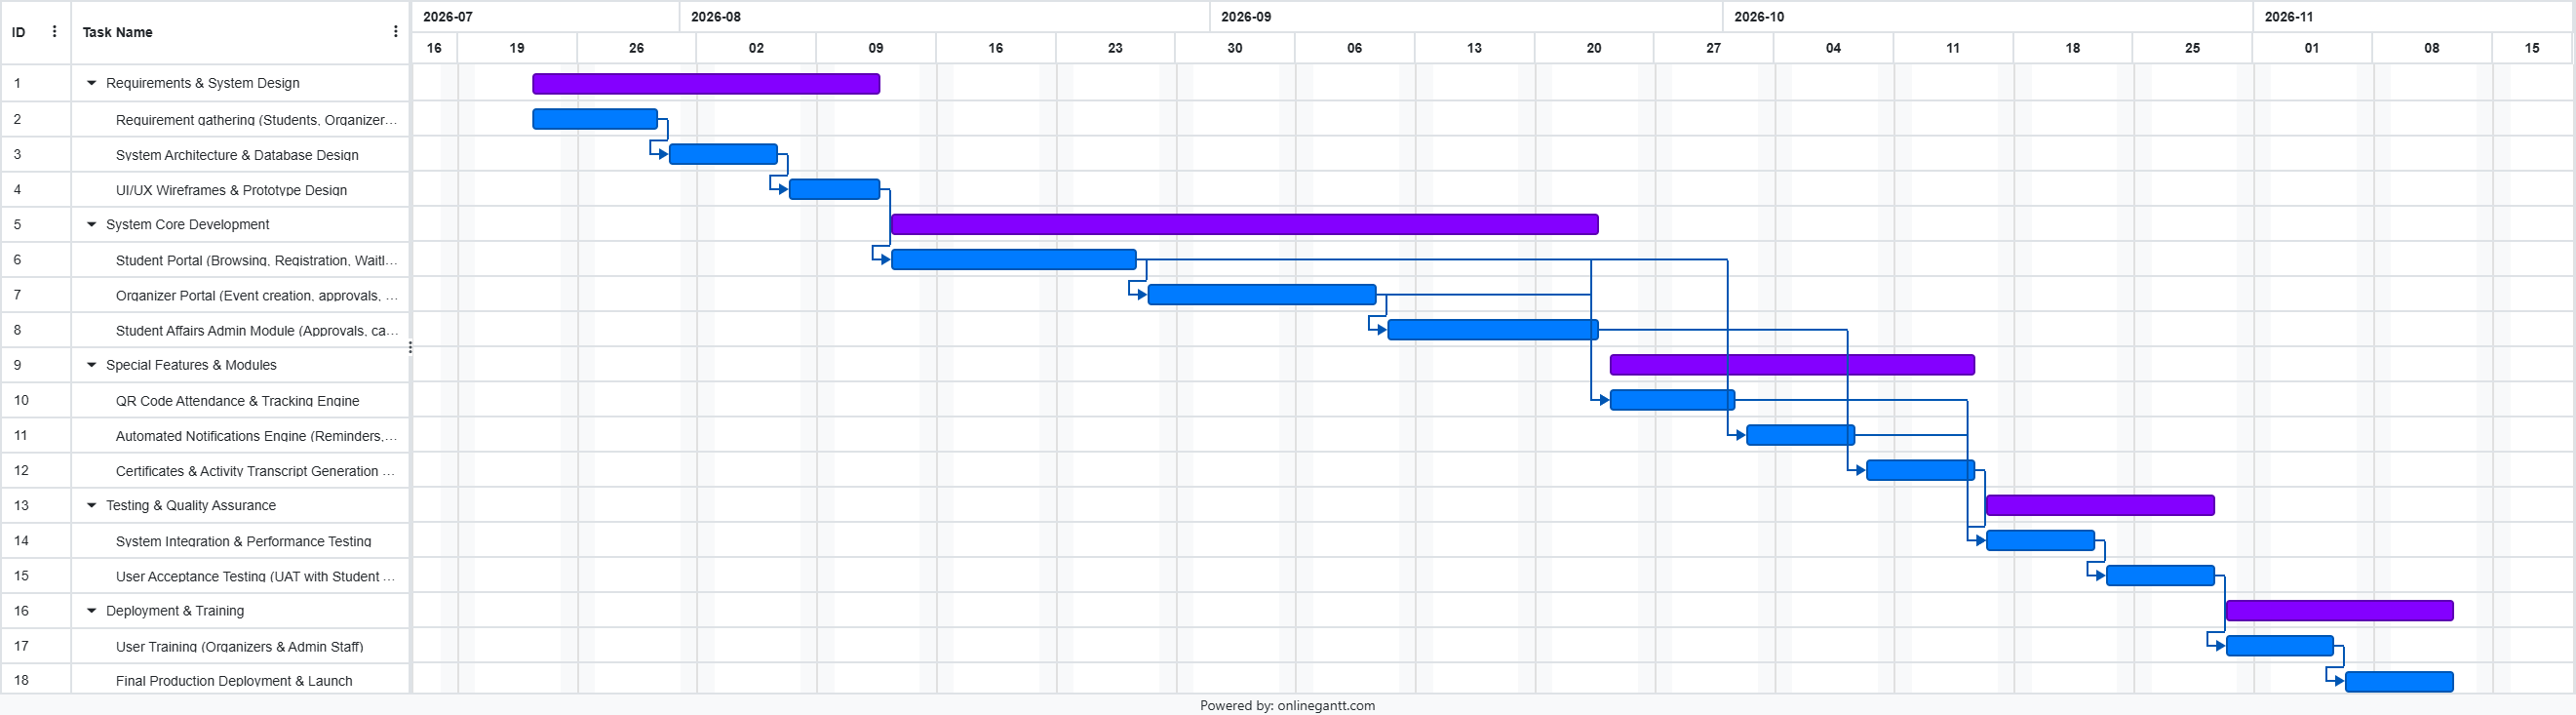 ID Task Name 2026-07 2026-08 2026-09 2026-10 2026-11
16 19 26 02 09 16 23 30 06 13 20 27 04 11 18 25 01 08 15
1 Requirements & System Design
2 Requirement gathering (Students, Organizer...
3 System Architecture & Database Design
4 UI/UX Wireframes & Prototype Design
5 System Core Development
6 Student Portal (Browsing, Registration, Waitl...
7 Organizer Portal (Event creation, approvals, ...
8 Student Affairs Admin Module (Approvals, ca...
9 Special Features & Modules
10 QR Code Attendance & Tracking Engine
11 Automated Notifications Engine (Reminders,...
12 Certificates & Activity Transcript Generation ...
13 Testing & Quality Assurance
14 System Integration & Performance Testing
15 User Acceptance Testing (UAT with Student ...
16 Deployment & Training
17 User Training (Organizers & Admin Staff)
18 Final Production Deployment & Launch
Powered by: onlinegantt.com